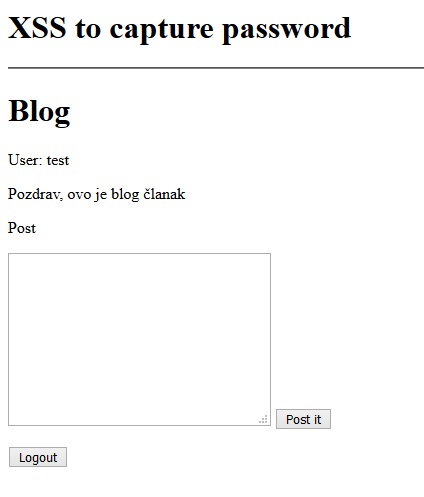 XSS to capture password
Blog
User: test
Pozdrav, ovo je blog članak
Post
Post it
Logout